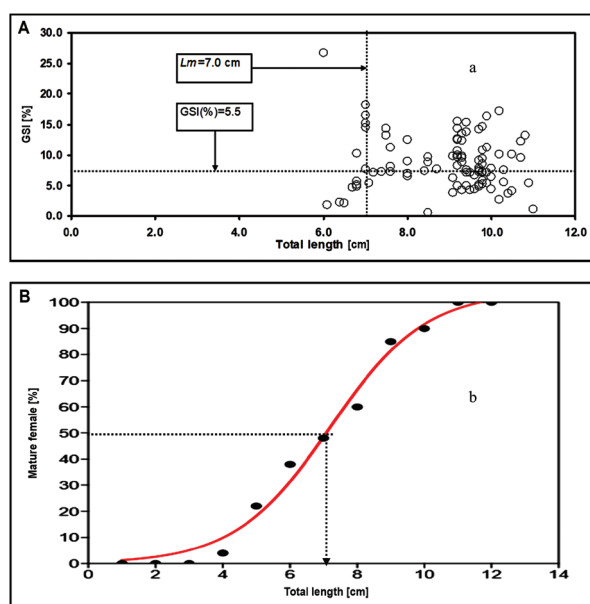 A
30.0
25.0
20.0
15.0
10.0
5.0
0.0
GSI [%]
Lm=7.0 cm
GSI(%)=5.5
a
0.0 2.0 4.0 6.0 8.0 10.0 12.0
Total length [cm]
B
100
90
80
70
60
50
40
30
20
10
0
Mature female [%]
b
0 2 4 6 8 10 12 14
Total length [cm]